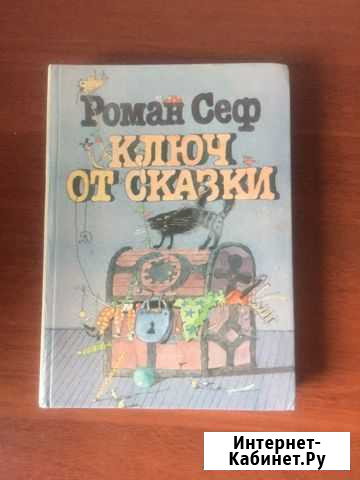 Роман Сеф
КЛЮЧ
ОТ СКАЗКИ
Интернет-
Кабинет.Ру